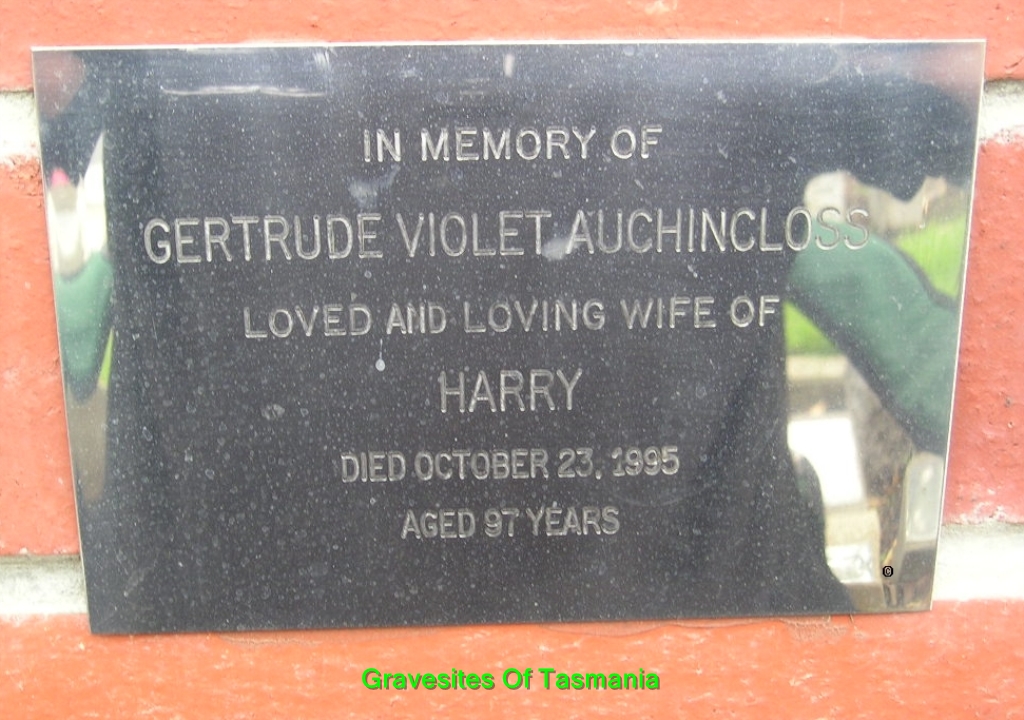 IN MEMORY OF
GERTRUDE VIOLET AUCHINCLOSS
LOVED AND LOVING WIFE OF
HARRY
DIED OCTOBER 23, 1995
AGED 97 YEARS
©
Gravesites Of Tasmania